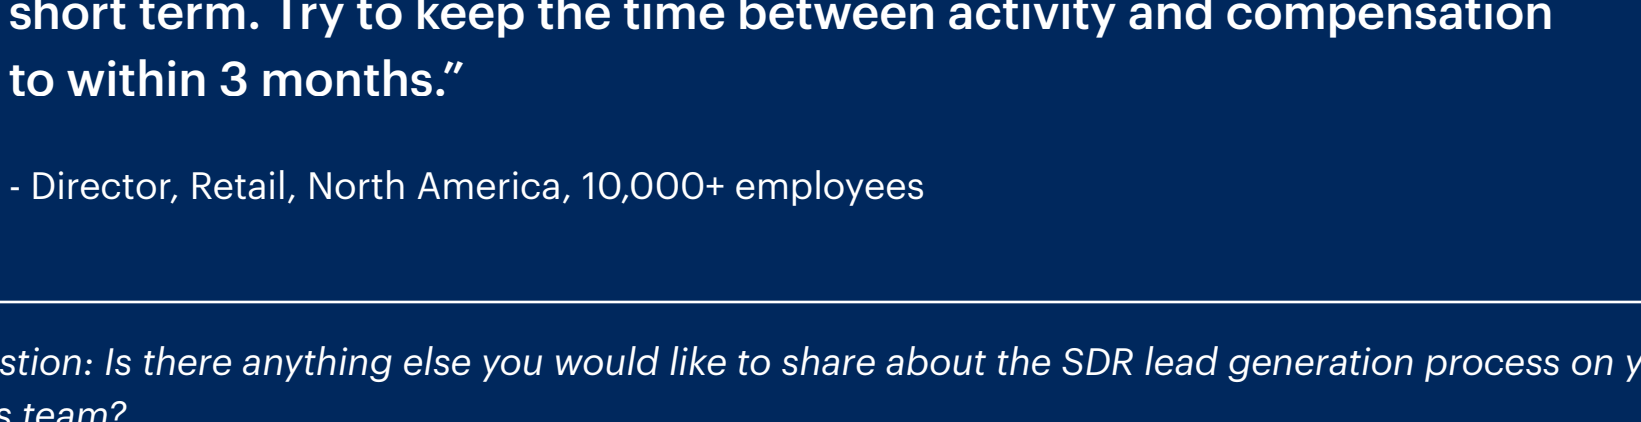 short term. Try to keep the time between activity and compensation
to within 3 months.”
- Director, Retail, North America, 10,000+ employees
stion: Is there anything else you would like to share about the SDR lead generation process on y
s team?